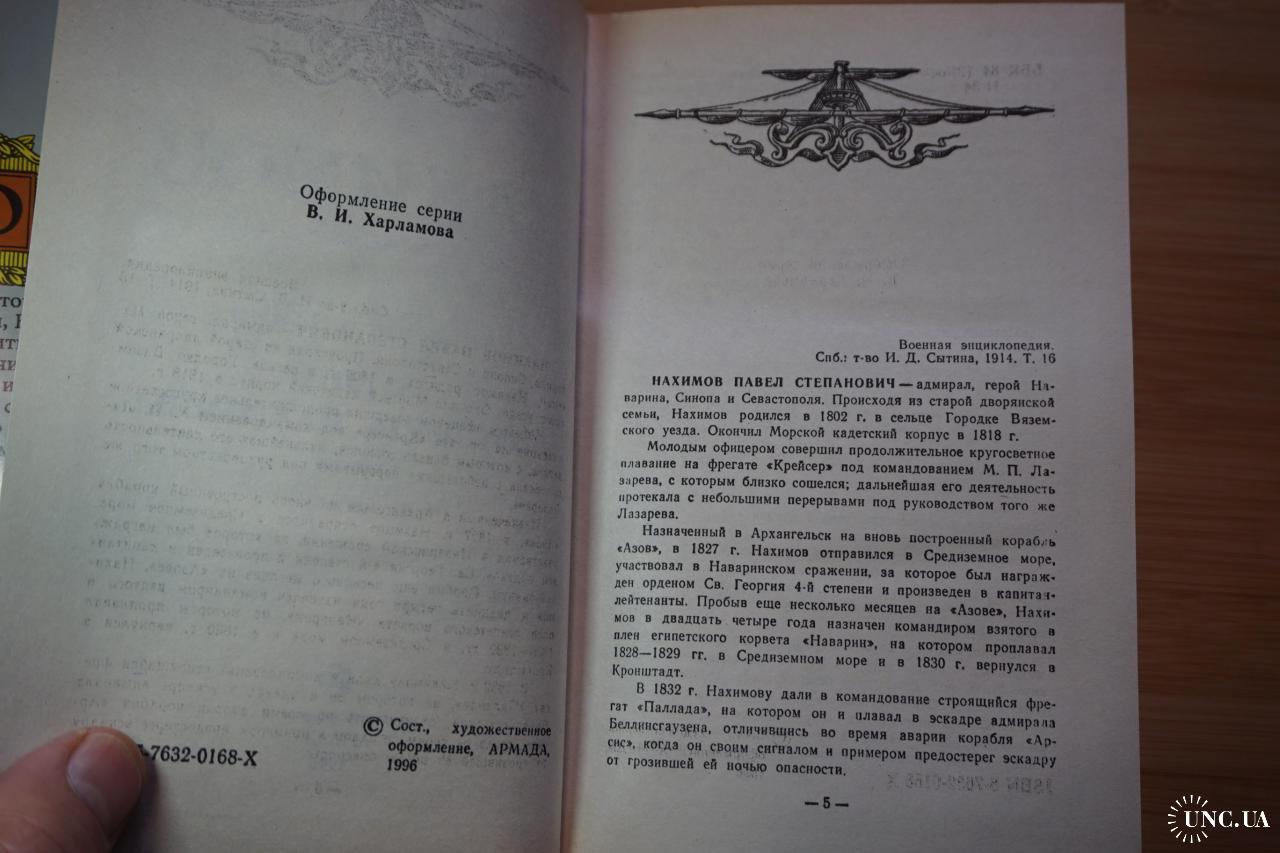 Оформление серии
В. И. Харламова
-7632-0168-X
© Сост., художественное
оформление, АРМАДА,
1996
Военная энциклопедия.
Спб.: т-во И. Д. Сытина, 1914. Т. 16
НАХИМОВ ПАВЕЛ СТЕПАНОВИЧ — адмирал, герой На-
варина, Синопа и Севастополя. Происходя из старой дворянской
семьи, Нахимов родился в 1802 г. в сельце Городке Вязем-
ского уезда. Окончил Морской кадетский корпус в 1818 г.
Молодым офицером совершил продолжительное кругосветное
плавание на фрегате «Крейсер» под командованием М. П. Ла-
зарева, с которым близко сошелся; дальнейшая его деятельность
протекала с небольшими перерывами под руководством того же
Лазарева.
Назначенный в Архангельск на вновь построенный корабль
«Азов», в 1827 г. Нахимов отправился в Средиземное море,
участвовал в Наваринском сражении, за которое был награж-
ден орденом Св. Георгия 4-й степени и произведен в капитан-
лейтенанты. Пробыв еще несколько месяцев на «Азове», Нахи-
мов в двадцать четыре года назначен командиром взятого в
плен египетского корвета «Наварин», на котором проплавал
1828—1829 гг. в Средиземном море и в 1830 г. вернулся в
Кронштадт.
В 1832 г. Нахимову дали в командование строящийся фре-
гат «Паллада», на котором он и плавал в эскадре адмирала
Беллинсгаузена, отличившись во время аварии корабля «Ар-
сис», когда он своим сигналом и примером предостерег эскадру
от грозившей ей ночью опасности.
— 5 —
UNC.UA